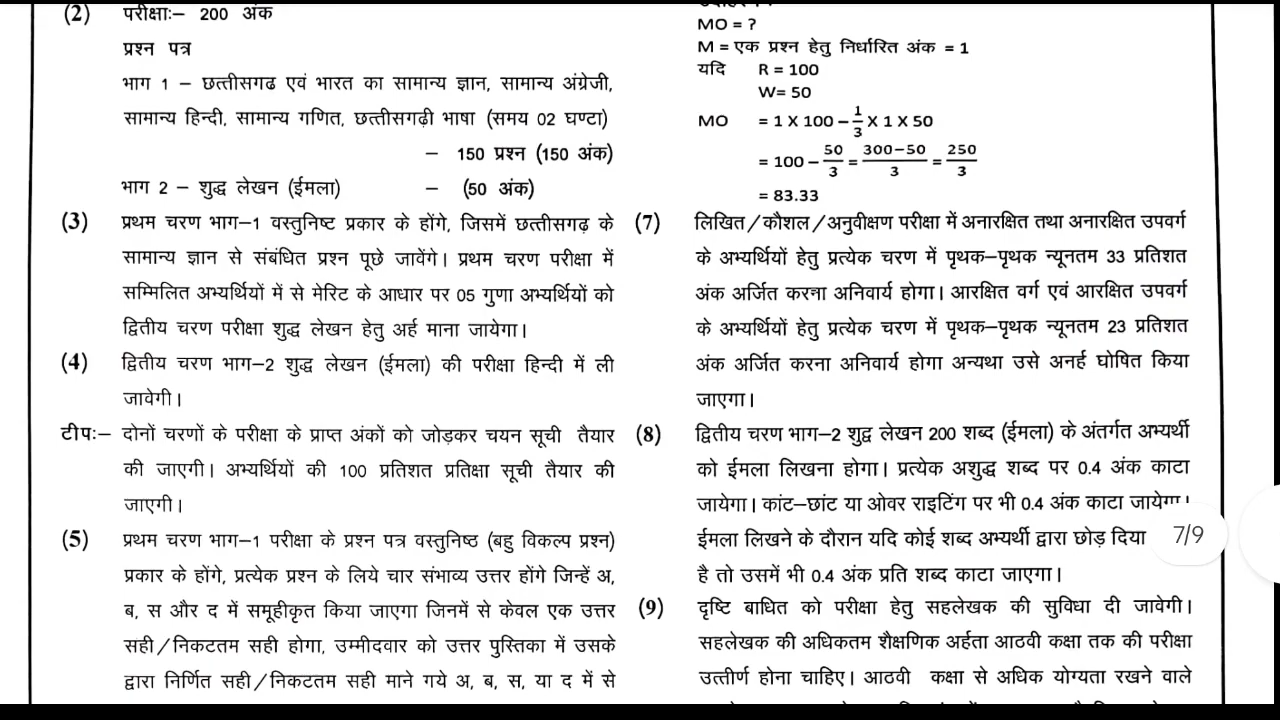 (2) परीक्षाः– 200 अंक
प्रश्न पत्र
भाग 1 – छत्तीसगढ एवं भारत का सामान्य ज्ञान, सामान्य अंग्रेजी,
सामान्य हिन्दी, सामान्य गणित, छत्तीसगढ़ी भाषा (समय 02 घण्टा)
– 150 प्रश्न (150 अंक)
भाग 2 – शुद्ध लेखन (ईमला) – (50 अंक)
(3) प्रथम चरण भाग–1 वस्तुनिष्ट प्रकार के होंगे, जिसमें छत्तीसगढ़ के
सामान्य ज्ञान से संबंधित प्रश्न पूछे जावेंगे। प्रथम चरण परीक्षा में
सम्मिलित अभ्यर्थियों में से मेरिट के आधार पर 05 गुणा अभ्यर्थियों को
द्वितीय चरण परीक्षा शुद्ध लेखन हेतु अर्ह माना जायेगा।
(4) द्वितीय चरण भाग–2 शुद्ध लेखन (ईमला) की परीक्षा हिन्दी में ली
जावेगी।
टीपः– दोनों चरणों के परीक्षा के प्राप्त अंकों को जोड़कर चयन सूची तैयार
की जाएगी। अभ्यर्थियों की 100 प्रतिशत प्रतिक्षा सूची तैयार की
जाएगी।
(5) प्रथम चरण भाग–1 परीक्षा के प्रश्न पत्र वस्तुनिष्ठ (बहु विकल्प प्रश्न)
प्रकार के होंगे, प्रत्येक प्रश्न के लिये चार संभाव्य उत्तर होंगे जिन्हें अ,
ब, स और द में समूहीकृत किया जाएगा जिनमें से केवल एक उत्तर
सही/निकटतम सही होगा, उम्मीदवार को उत्तर पुस्तिका में उसके
द्वारा निर्णित सही/निकटतम सही माने गये अ, ब, स, या द में से
MO = ?
M = एक प्रश्न हेतु निर्धारित अंक = 1
यदि R = 100
W= 50
MO = 1 X 100 – 1/3 X 1 X 50
= 100 - 50/3 = 300-50/3 = 250/3
= 83.33
(7) लिखित/कौशल/अनुवीक्षण परीक्षा में अनारक्षित तथा अनारक्षित उपवर्ग
के अभ्यर्थियों हेतु प्रत्येक चरण में पृथक–पृथक न्यूनतम 33 प्रतिशत
अंक अर्जित करना अनिवार्य होगा। आरक्षित वर्ग एवं आरक्षित उपवर्ग
के अभ्यर्थियों हेतु प्रत्येक चरण में पृथक–पृथक न्यूनतम 23 प्रतिशत
अंक अर्जित करना अनिवार्य होगा अन्यथा उसे अनर्ह घोषित किया
जाएगा।
(8) द्वितीय चरण भाग–2 शुद्व लेखन 200 शब्द (ईमला) के अंतर्गत अभ्यर्थी
को ईमला लिखना होगा। प्रत्येक अशुद्ध शब्द पर 0.4 अंक काटा
जायेगा। कांट–छांट या ओवर राइटिंग पर भी 0.4 अंक काटा जायेगा।
ईमला लिखने के दौरान यदि कोई शब्द अभ्यर्थी द्वारा छोड़ दिया
है तो उसमें भी 0.4 अंक प्रति शब्द काटा जाएगा।
(9) दृष्टि बाधित को परीक्षा हेतु सहलेखक की सुविधा दी जावेगी।
सहलेखक की अधिकतम शैक्षणिक अर्हता आठवी कक्षा तक की परीक्षा
उत्तीर्ण होना चाहिए। आठवी कक्षा से अधिक योग्यता रखने वाले
7/9